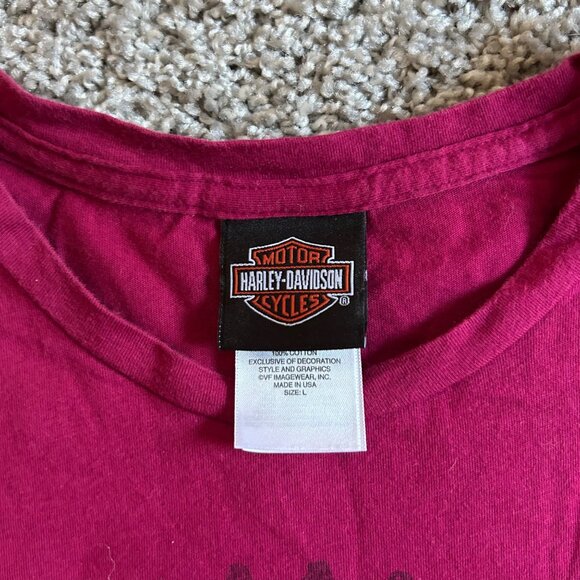 MOTOR
HARLEY-DAVIDSON
CYCLES ®
100% COTTON
EXCLUSIVE OF DECORATION
STYLE AND GRAPHICS
©VF IMAGEWEAR, INC.
MADE IN USA
SIZE: L